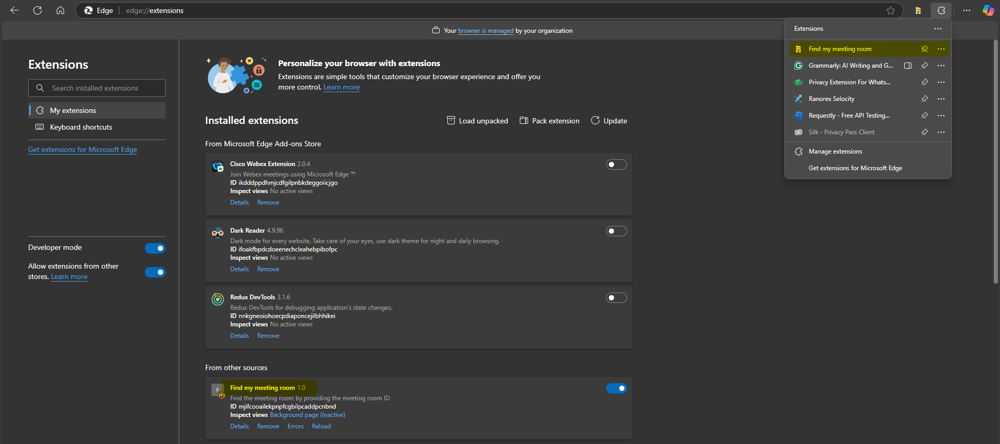 Edge edge://extensions
Your browser is managed by your organization
Extensions
Search installed extensions
My extensions
Keyboard shortcuts
Get extensions for Microsoft Edge
Developer mode
Allow extensions from other
stores. Learn more
Personalize your browser with extensions
Extensions are simple tools that customize your browser experience and offer you
more control. Learn more
Installed extensions
Load unpacked
Pack extension
Update
From Microsoft Edge Add-ons Store
Cisco Webex Extension 2.0.4
Join Webex meetings using Microsoft Edge ™
ID ikdddppdhmjcdfgilpnbkdeggoiicjgo
Inspect views No active views
Details Remove
Dark Reader 4.9.96
Dark mode for every website. Take care of your eyes, use dark theme for night and daily browsing.
ID ifoakfbpdcdoeenechcleahebpibofpc
Inspect views No active views
Details Remove
Redux DevTools 3.1.6
Redux DevTools for debugging application's state changes.
ID nnkgneoiohoecpdiaponcejilbhhikei
Inspect views No active views
Details Remove
From other sources
F
Find my meeting room 1.0
Find the meeting room by providing the meeting room ID
ID mjifcooailekpnpfcgbilpcaddpcnbnd
Inspect views Background page (Inactive)
Details Remove Errors Reload
Extensions
Find my meeting room
Grammarly: AI Writing and G...
Privacy Extension For Whats...
Ranorex Selocity
Requestly - Free API Testing...
Silk - Privacy Pass Client
Manage extensions
Get extensions for Microsoft Edge